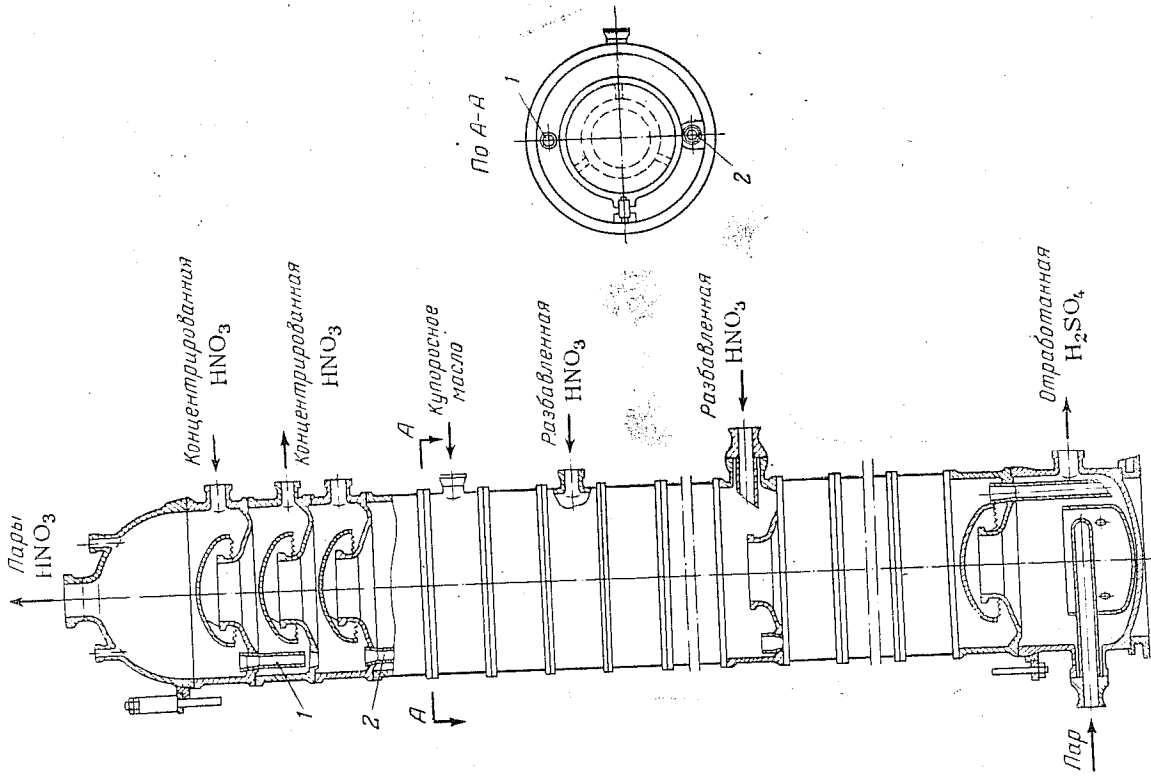 Пары
HNO₃
Концентрированная
HNO₃
Концентрированная
HNO₃
А
Купоросное
масло
Разбавленная
HNO₃
Разбавленная
HNO₃
Отработанная
H₂SO₄
1
2
А
Пар
По А-А
1
2